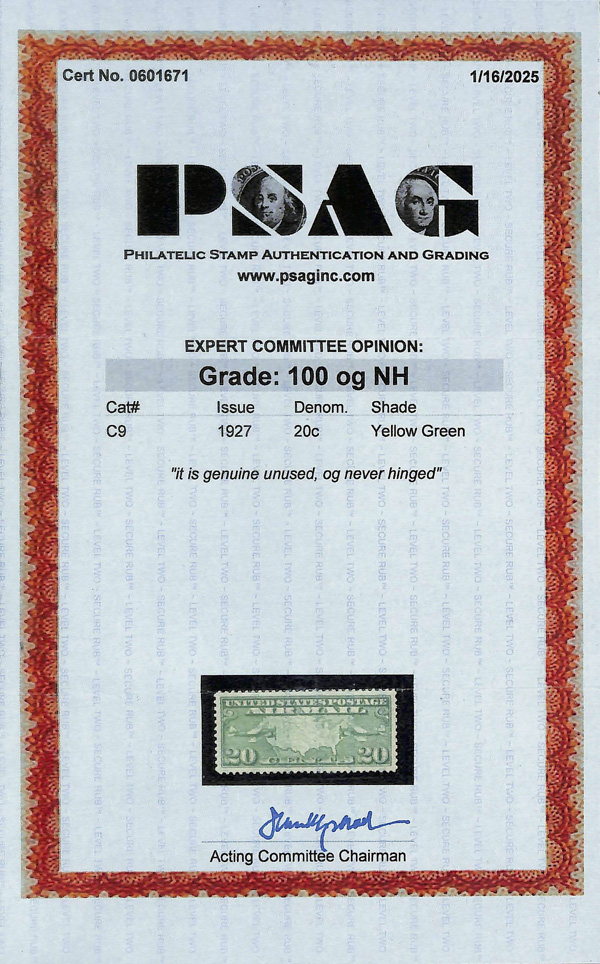 Cert No. 0601671
1/16/2025
PSAG
PHILATELIC STAMP AUTHENTICATION AND GRADING
www.psaginc.com
EXPERT COMMITTEE OPINION:
Grade: 100 og NH
Cat# Issue Denom. Shade
C9 1927 20c Yellow Green
"it is genuine unused, og never hinged"
UNITED STATES POSTAGE
AIR MAIL
20 CENTS 20
Acting Committee Chairman